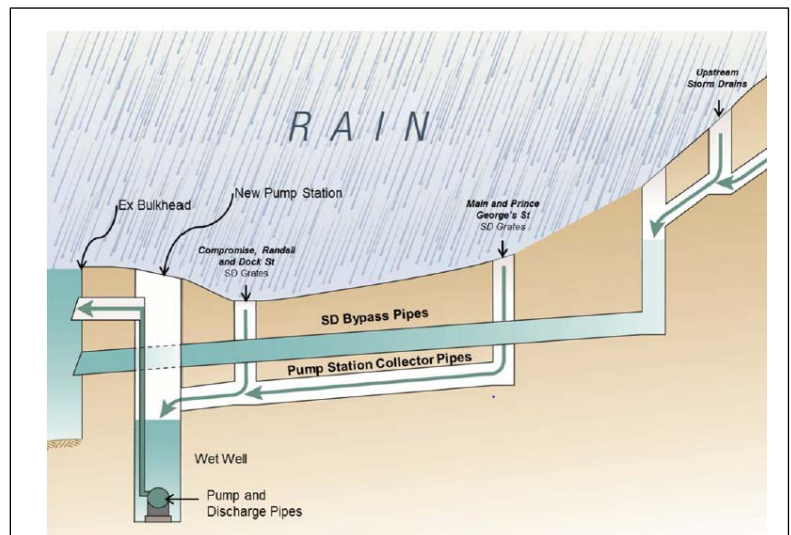 Upstream
Storm Drains
RAIN
Ex Bulkhead
New Pump Station
Main and Prince
George's St
SD Grates
Compromise, Randall
and Dock St
SD Grates
SD Bypass Pipes
Pump Station Collector Pipes
Wet Well
Pump and
Discharge Pipes